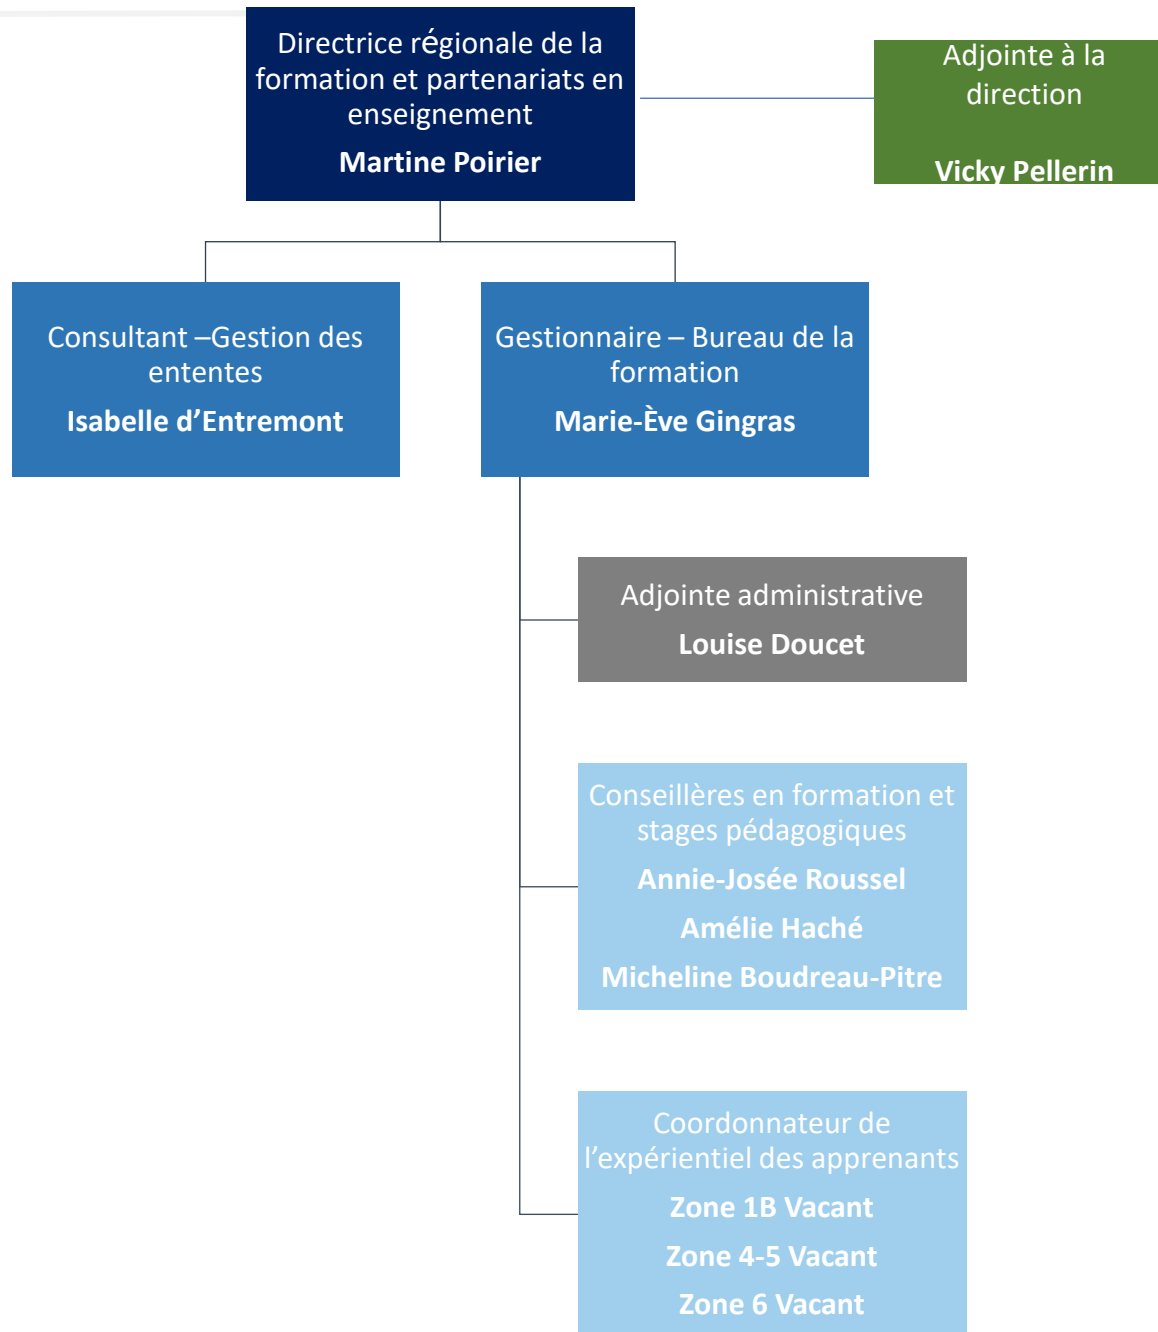 Directrice régionale de la
formation et partenariats en
enseignement
Martine Poirier
Adjointe à la
direction
Vicky Pellerin
Consultant –Gestion des
ententes
Isabelle d’Entremont
Gestionnaire – Bureau de la
formation
Marie-Ève Gingras
Adjointe administrative
Louise Doucet
Conseillères en formation et
stages pédagogiques
Annie-Josée Roussel
Amélie Haché
Micheline Boudreau-Pitre
Coordonnateur de
l’expérientiel des apprenants
Zone 1B Vacant
Zone 4-5 Vacant
Zone 6 Vacant